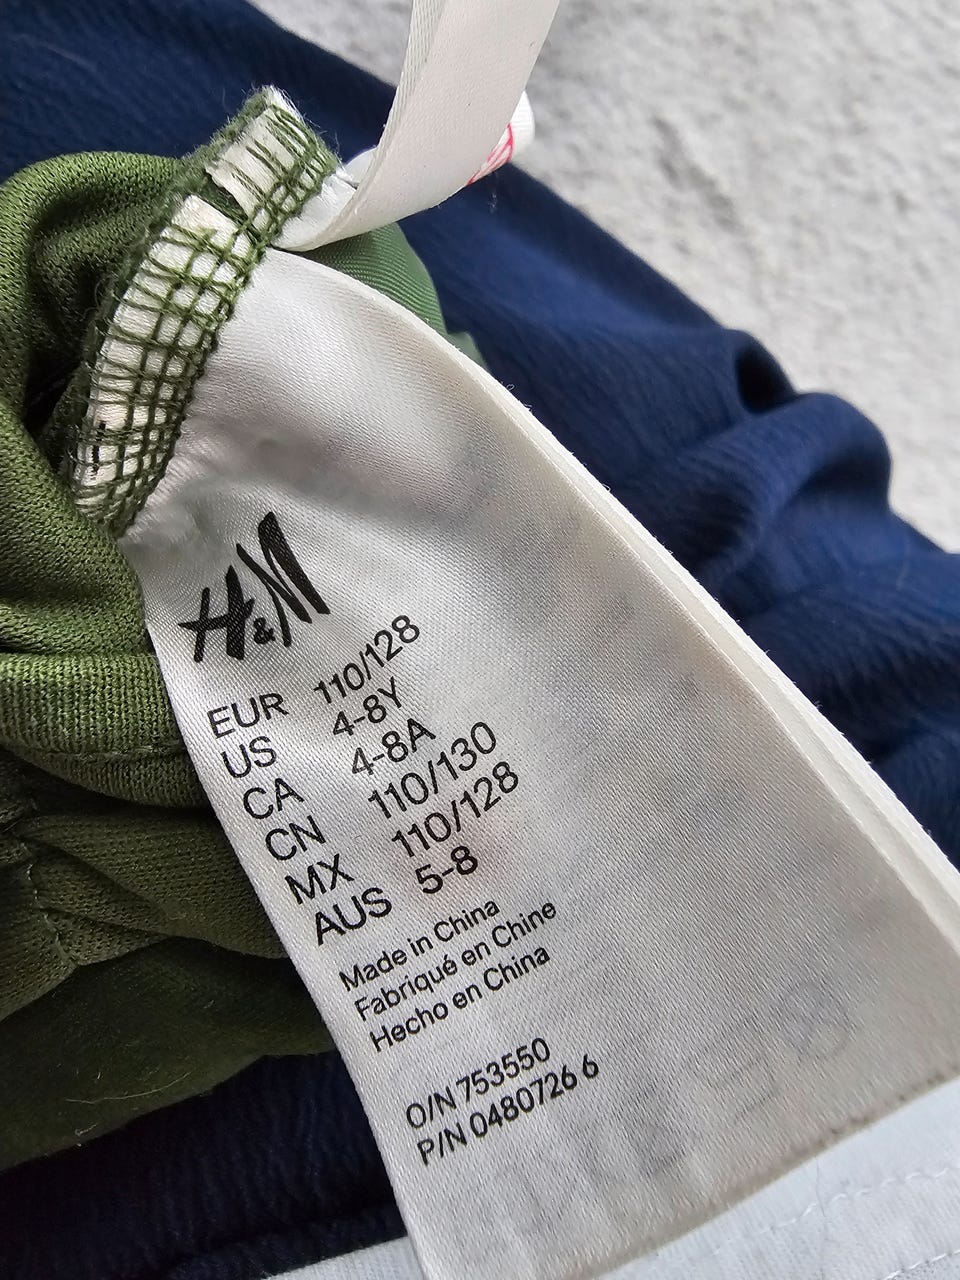 H&M
EUR 110/128
US 4-8Y
CA 4-8A
CN 110/130
MX 110/128
AUS 5-8
Made in China
Fabriqué en Chine
Hecho en China
O/N 753550
P/N 0480726 6